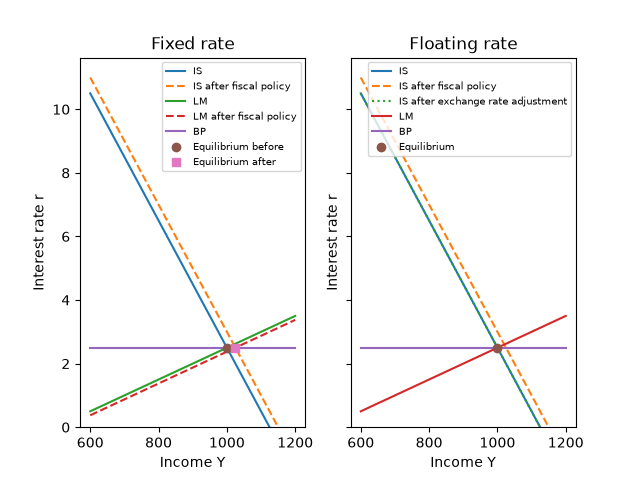 Fixed rate
IS
IS after fiscal policy
LM
LM after fiscal policy
BP
Equilibrium before
Equilibrium after
Interest rate r
10
8
6
4
2
0
600
800
1000
1200
Income Y
Floating rate
IS
IS after fiscal policy
IS after exchange rate adjustment
LM
BP
Equilibrium
Interest rate r
600
800
1000
1200
Income Y